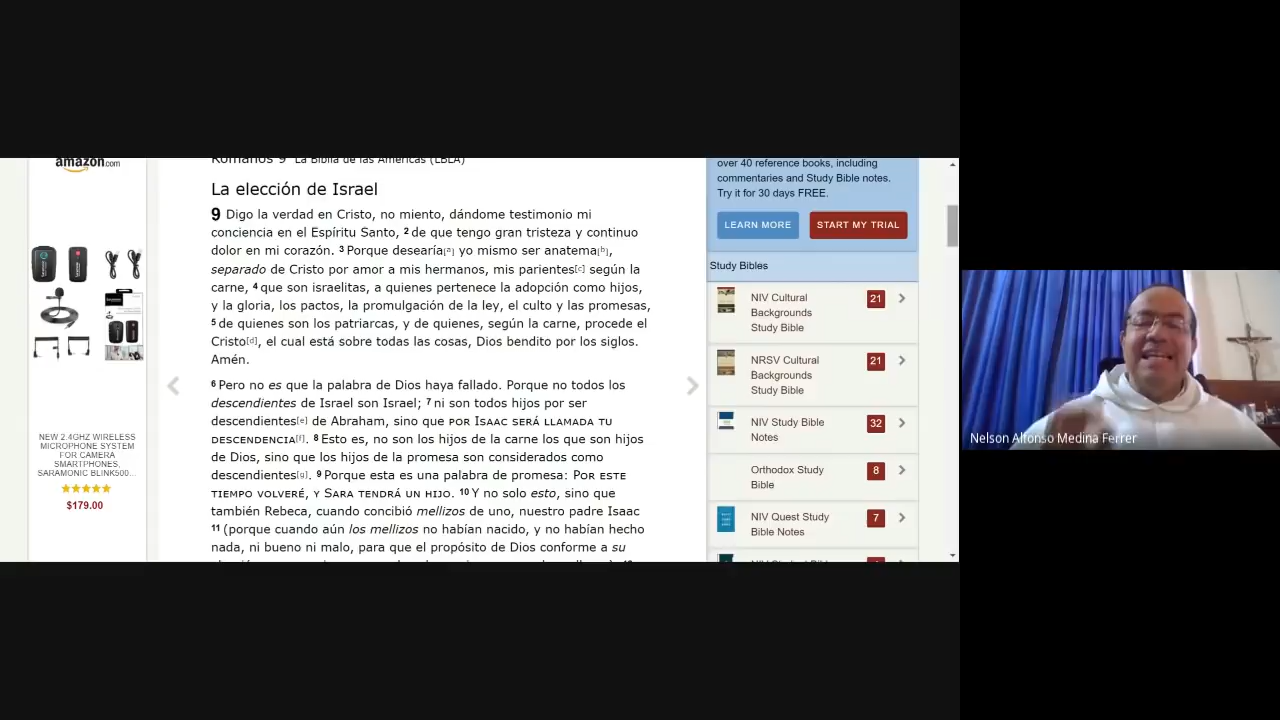 amazon.com
NEW 2.4GHZ WIRELESS
MICROPHONE SYSTEM
FOR CAMERA
SMARTPHONES,
SARAMONIC BLINK500...
$179.00
Romanos 9 La Biblia de las Américas (LBLA)
La elección de Israel
9 Digo la verdad en Cristo, no miento, dándome testimonio mi
conciencia en el Espíritu Santo, 2 de que tengo gran tristeza y continuo
dolor en mi corazón. 3 Porque desearía[a] yo mismo ser anatema[b],
separado de Cristo por amor a mis hermanos, mis parientes[c] según la
carne, 4 que son israelitas, a quienes pertenece la adopción como hijos,
y la gloria, los pactos, la promulgación de la ley, el culto y las promesas,
5 de quienes son los patriarcas, y de quienes, según la carne, procede el
Cristo[d], el cual está sobre todas las cosas, Dios bendito por los siglos.
Amén.
6 Pero no es que la palabra de Dios haya fallado. Porque no todos los
descendientes de Israel son Israel; 7 ni son todos hijos por ser
descendientes[e] de Abraham, sino que POR ISAAC SERÁ LLAMADA TU
DESCENDENCIA[f]. 8 Esto es, no son los hijos de la carne los que son hijos
de Dios, sino que los hijos de la promesa son considerados como
descendientes[g]. 9 Porque esta es una palabra de promesa: POR ESTE
TIEMPO VOLVERÉ, Y SARA TENDRÁ UN HIJO. 10 Y no solo esto, sino que
también Rebeca, cuando concibió mellizos de uno, nuestro padre Isaac
11 (porque cuando aún los mellizos no habían nacido, y no habían hecho
nada, ni bueno ni malo, para que el propósito de Dios conforme a su
over 40 reference books, including
commentaries and Study Bible notes.
Try it for 30 days FREE.
LEARN MORE START MY TRIAL
Study Bibles
NIV Cultural
Backgrounds
Study Bible
21
NRSV Cultural
Backgrounds
Study Bible
21
NIV Study Bible
Notes
32
Orthodox Study
Bible
8
NIV Quest Study
Bible Notes
7
Nelson Alfonso Medina Ferrer